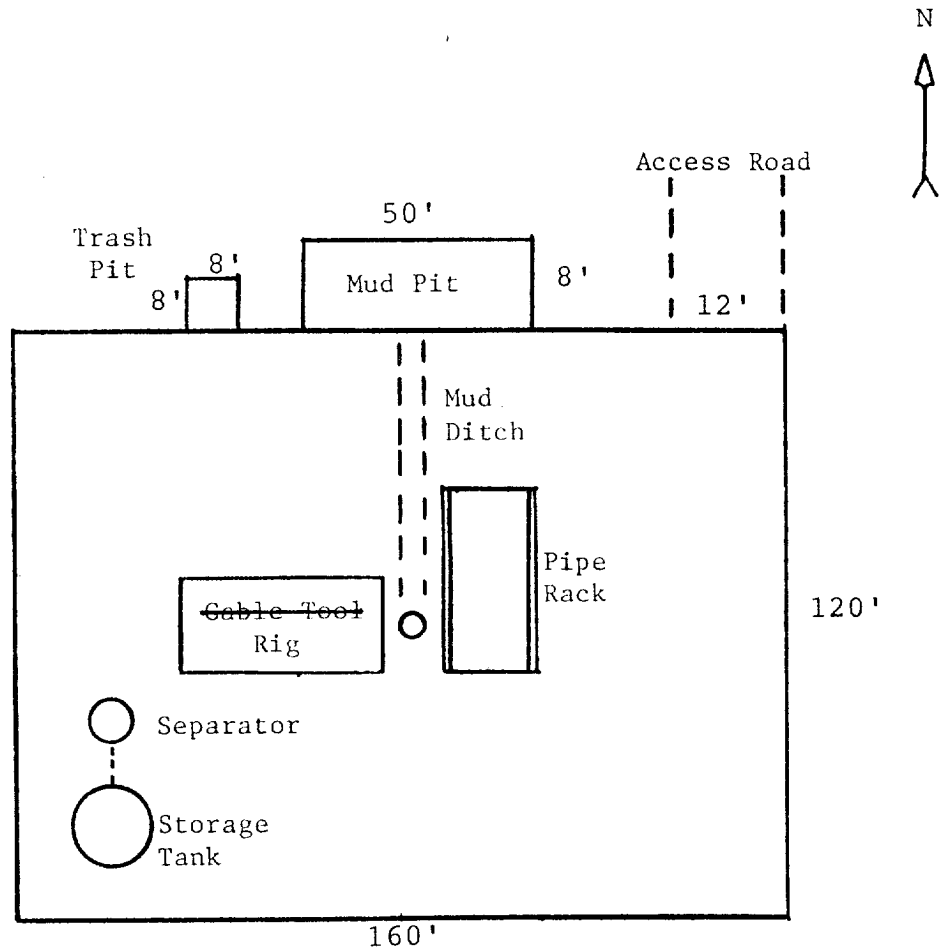 N
Access Road
50'
Trash
Pit
8'
8'
Mud Pit
8'
12'
Mud
Ditch
Pipe
Rack
Cable Tool
Rig
120'
Separator
Storage
Tank
160'